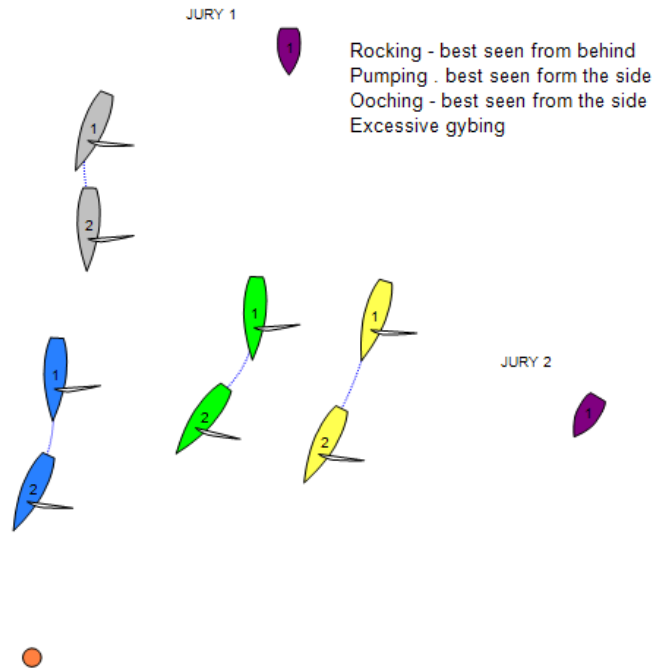 JURY 1
1
Rocking - best seen from behind
Pumping . best seen form the side
Ooching - best seen from the side
Excessive gybing
1
2
1
1
JURY 2
1
1
2
2
2